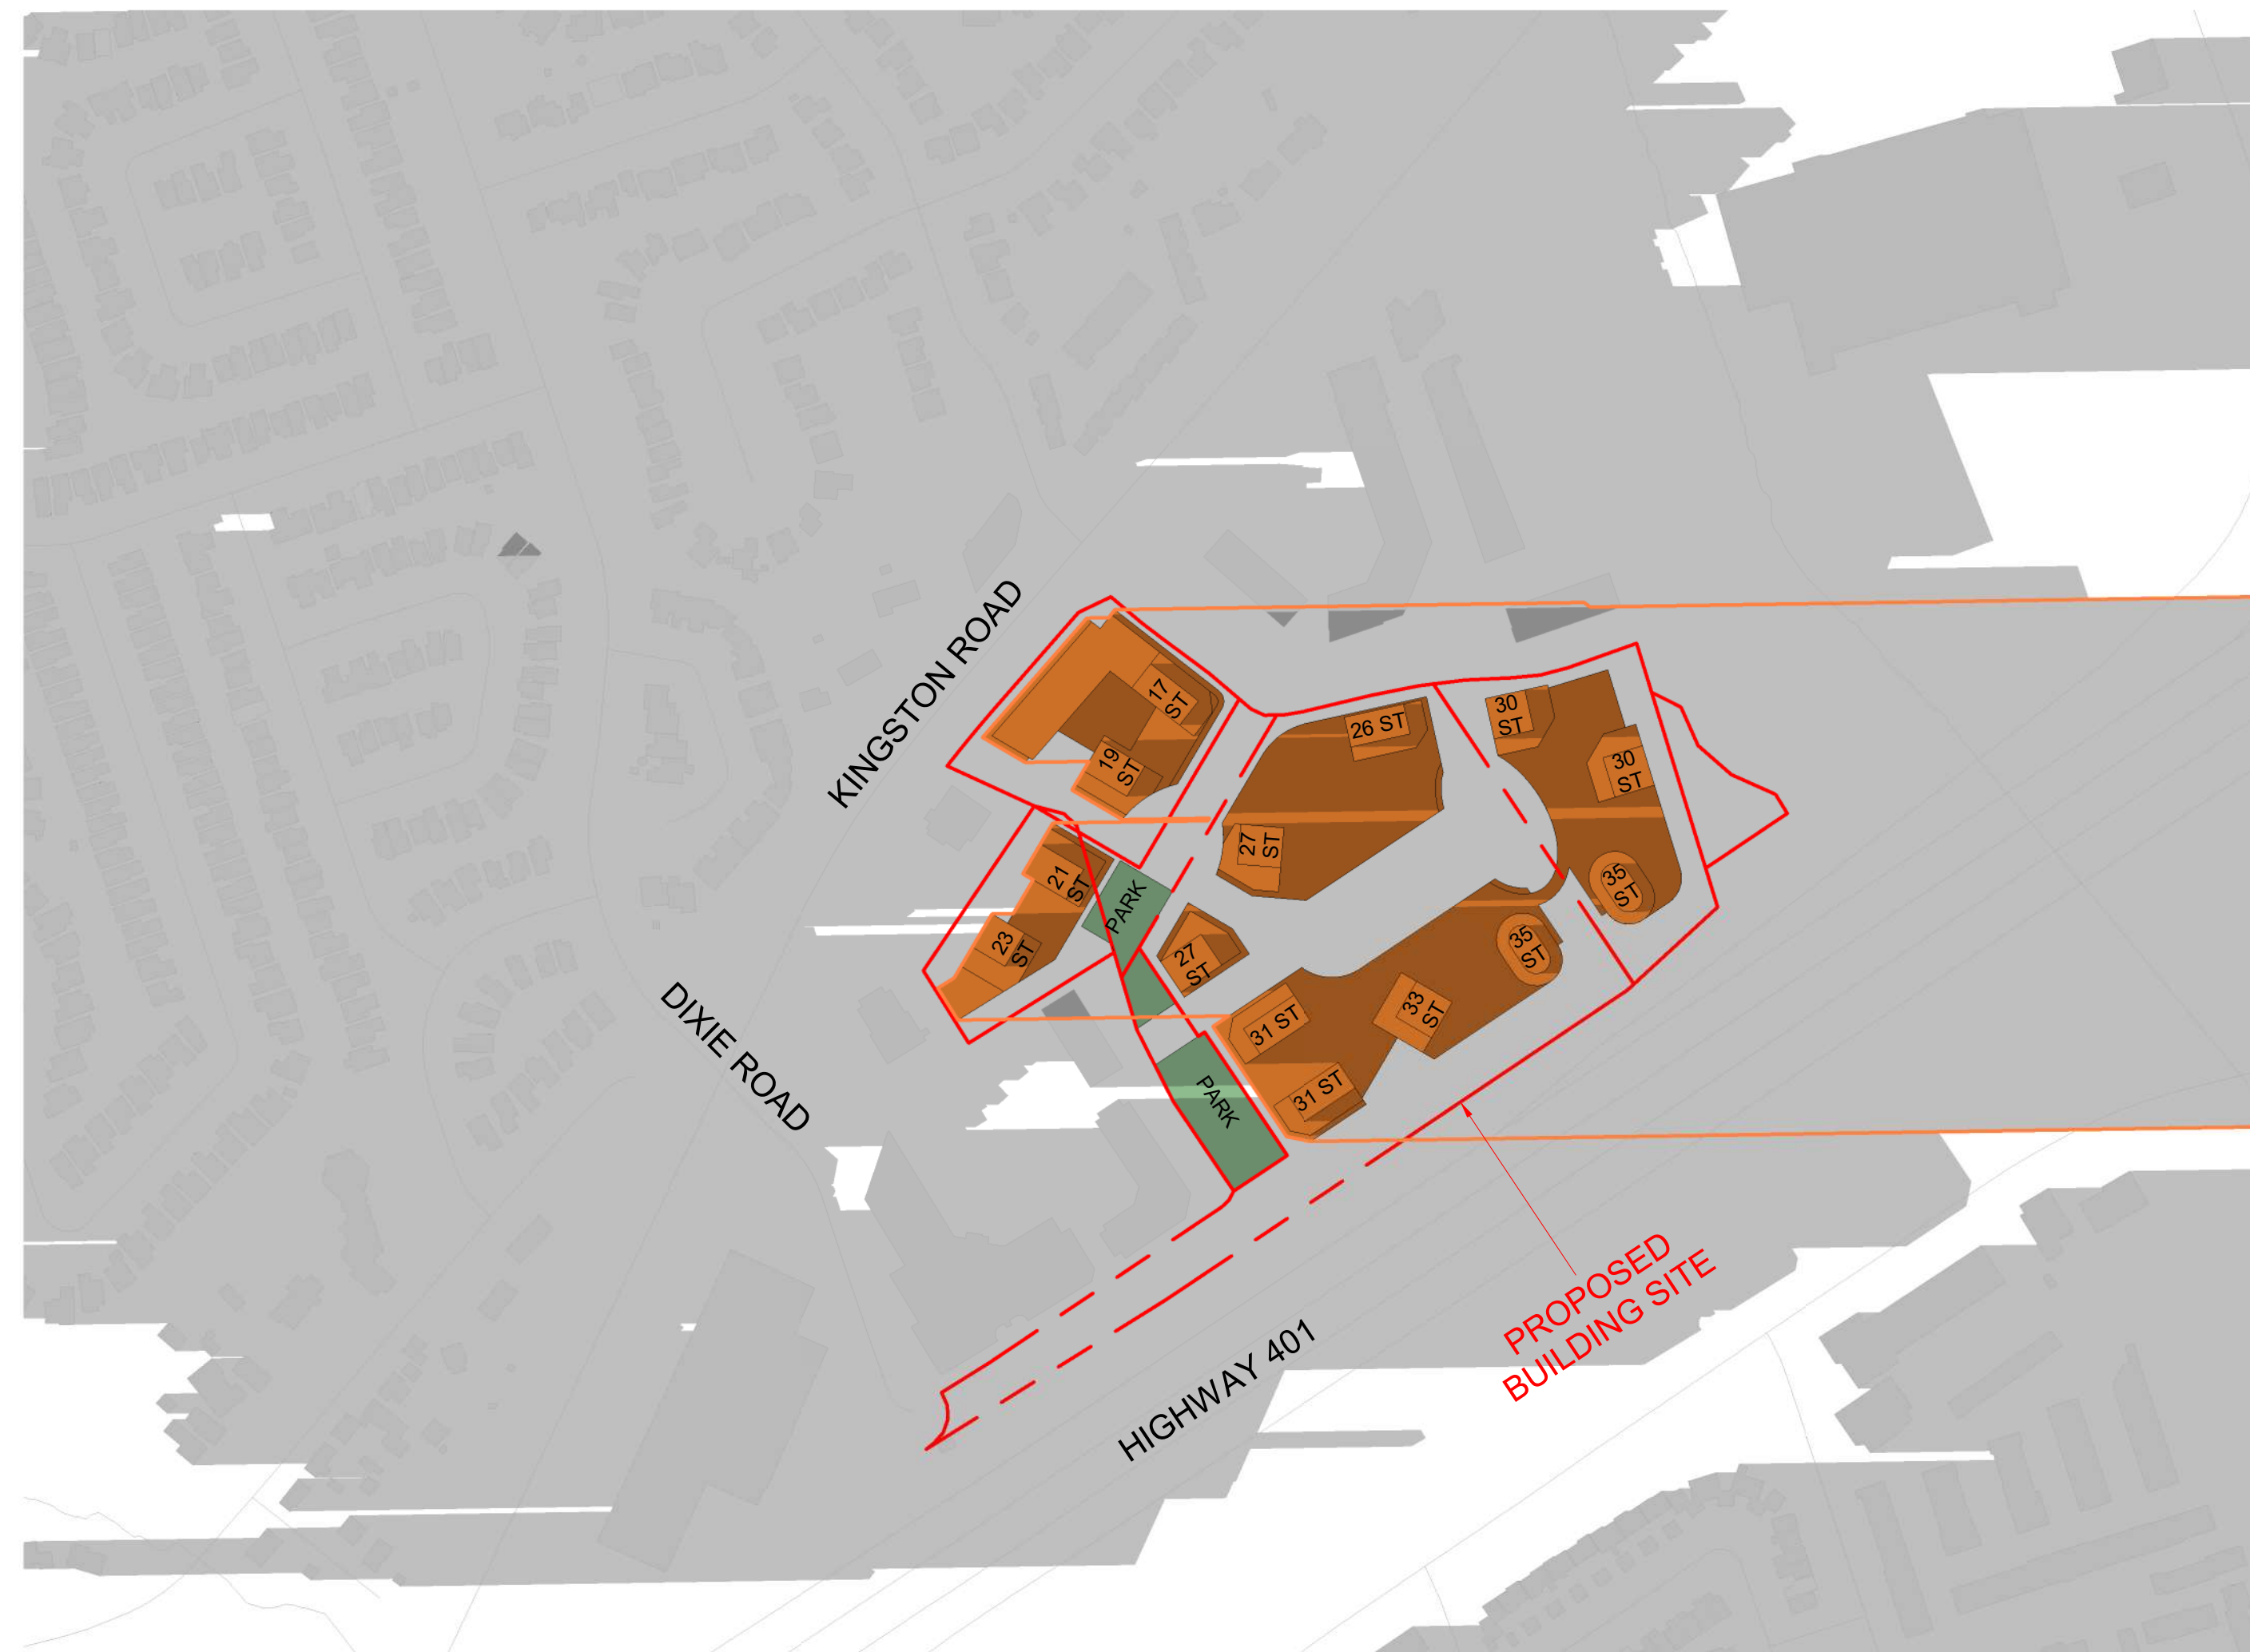 KINGSTON ROAD
17
ST
19
ST
26 ST
30
ST
30
ST
27
ST
21
ST
PARK
35
ST
23
ST
27
ST
35
ST
31 ST
33
ST
31 ST
PARK
DIXIE ROAD
HIGHWAY 401
PROPOSED
BUILDING SITE